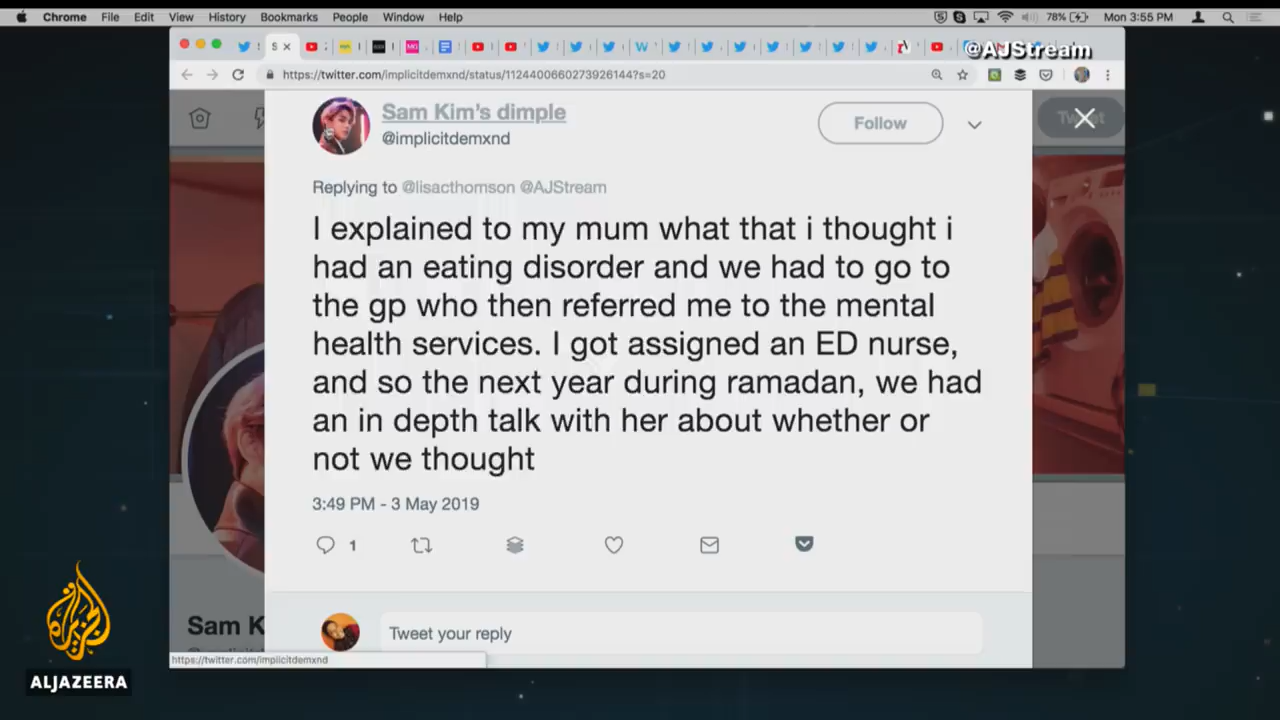 Chrome File Edit View History Bookmarks People Window Help 78% Mon 3:55 PM
@AJStream
https://twitter.com/implicitdemxnd/status/1124400660273926144?s=20
Sam Kim's dimple
@implicitdemxnd
Follow
Tweet
Replying to @lisacthomson @AJStream
I explained to my mum what that i thought i
had an eating disorder and we had to go to
the gp who then referred me to the mental
health services. I got assigned an ED nurse,
and so the next year during ramadan, we had
an in depth talk with her about whether or
not we thought
3:49 PM - 3 May 2019
1
Sam K
Tweet your reply
https://twitter.com/implicitdemxnd
ALJAZEERA